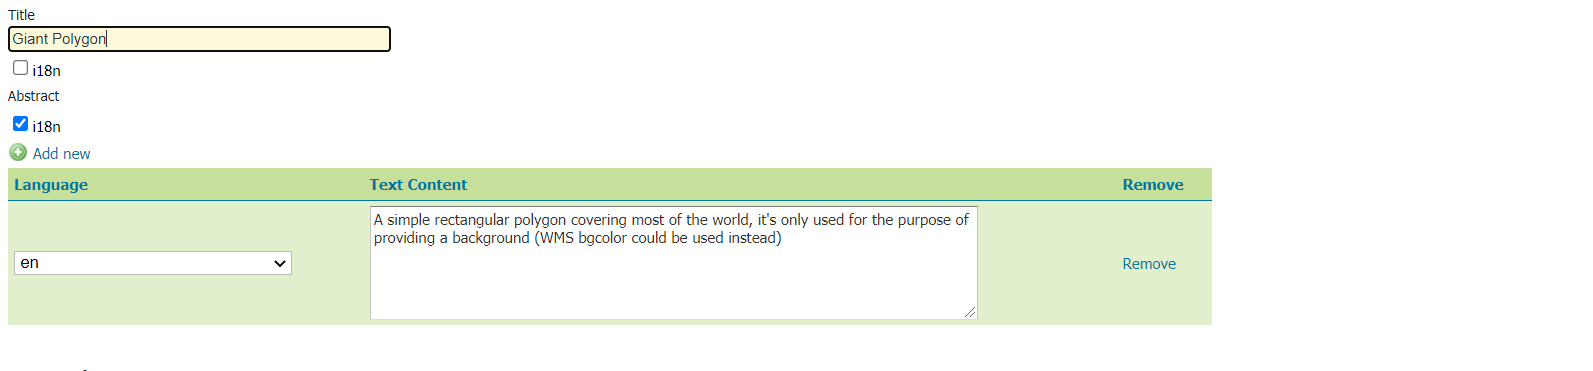 Title
Giant Polygon
i18n
Abstract
i18n
Add new
Language Text Content Remove
A simple rectangular polygon covering most of the world, it's only used for the purpose of
providing a background (WMS bgcolor could be used instead)
en
Remove